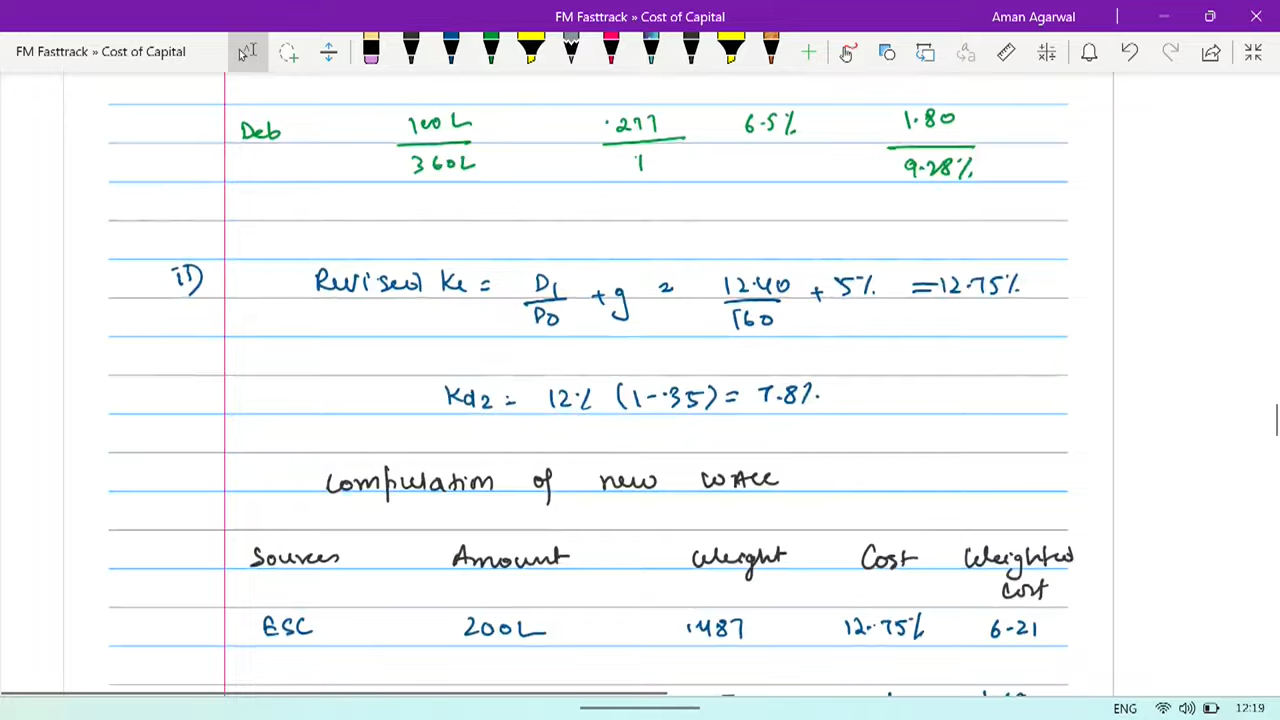 FM Fasttrack » Cost of Capital
Aman Agarwal
FM Fasttrack » Cost of Capital
Deb 100L .277 6.5% 1.80
360L 1 9.28%
ii) Revised Ke = D1/P0 + g = 12.40/160 + 5% = 12.75%
Kd2 = 12% (1-.35) = 7.8%.
Computation of new WACC
Sources Amount Weight Cost Weighted
Cost
ESC 200L .487 12.75% 6.21
ENG 12:19